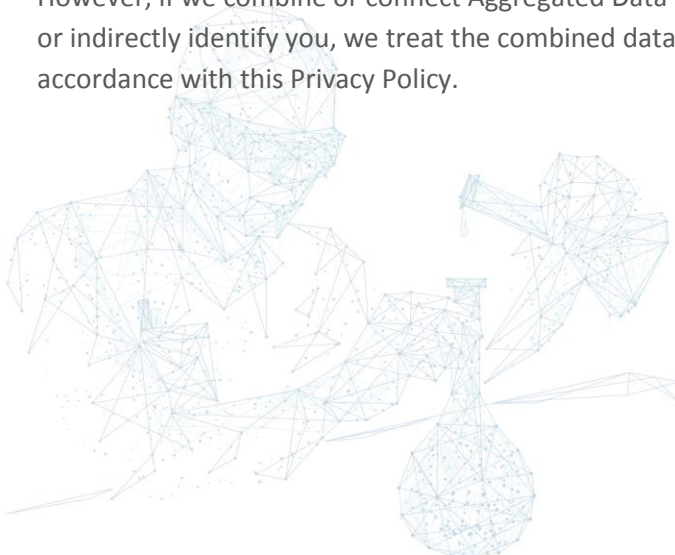 However, if we combine or connect Aggregated Data
or indirectly identify you, we treat the combined data
accordance with this Privacy Policy.